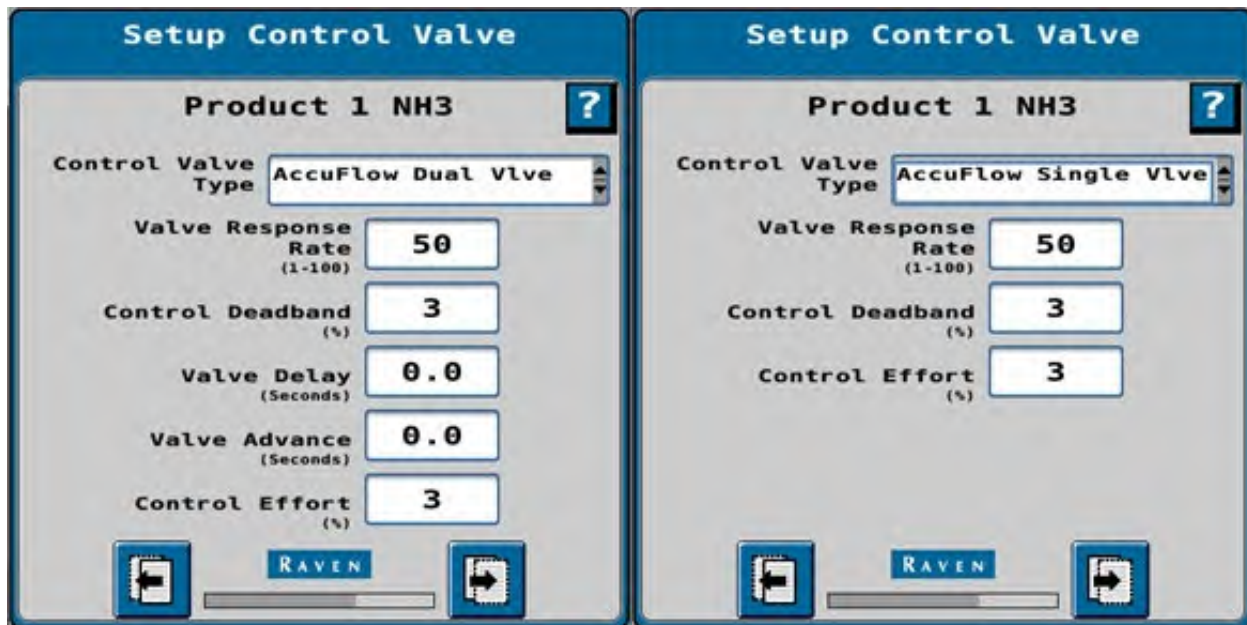 Setup Control Valve
Product 1 NH3
?
Control Valve
Type
AccuFlow Dual Vlve
Valve Response
Rate
(1-100)
50
Control Deadband
(%)
3
Valve Delay
(Seconds)
0.0
Valve Advance
(Seconds)
0.0
Control Effort
(%)
3
RAVEN
Setup Control Valve
Product 1 NH3
?
Control Valve
Type
AccuFlow Single Vlve
Valve Response
Rate
(1-100)
50
Control Deadband
(%)
3
Control Effort
(%)
3
RAVEN